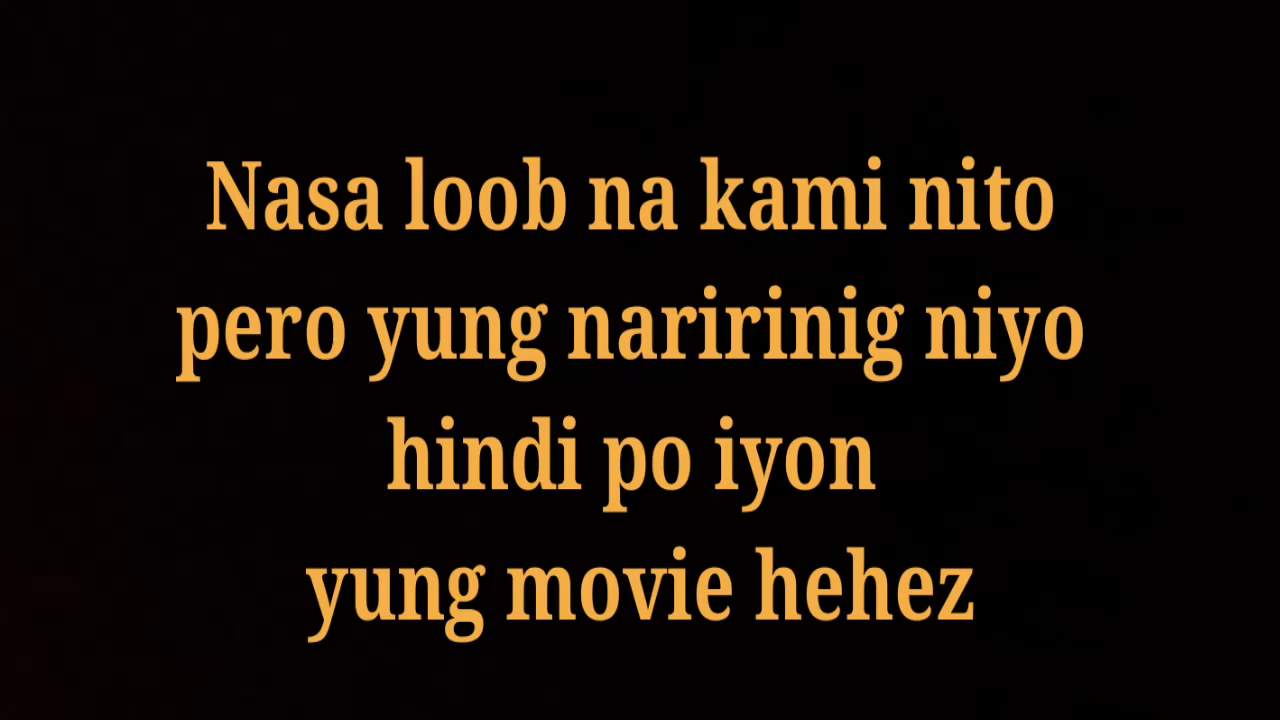 Nasa loob na kami nito
pero yung naririnig niyo
hindi po iyon
yung movie hehez